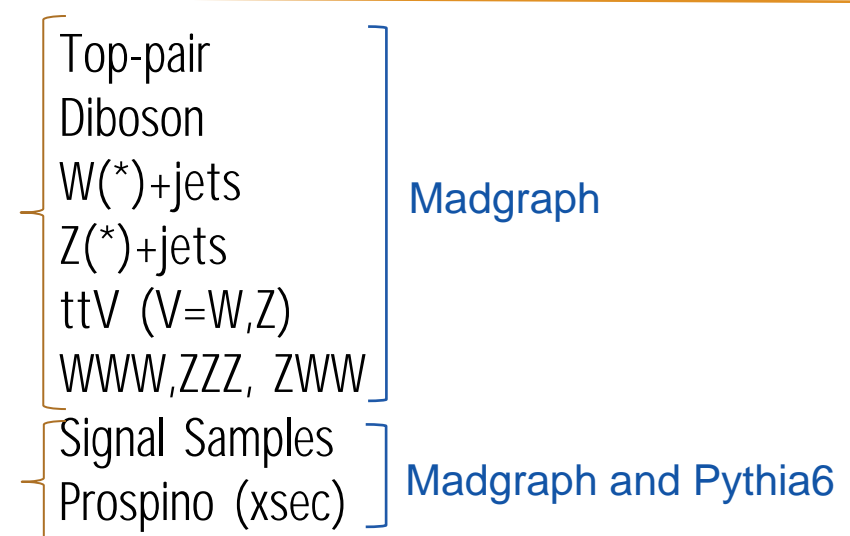 Top-pair
Diboson
W(*)+jets
Z(*)+jets
Madgraph
ttV (V=W,Z)
WWW,ZZZ, ZWW
Signal Samples
Prospino (xsec)
Madgraph and Pythia6